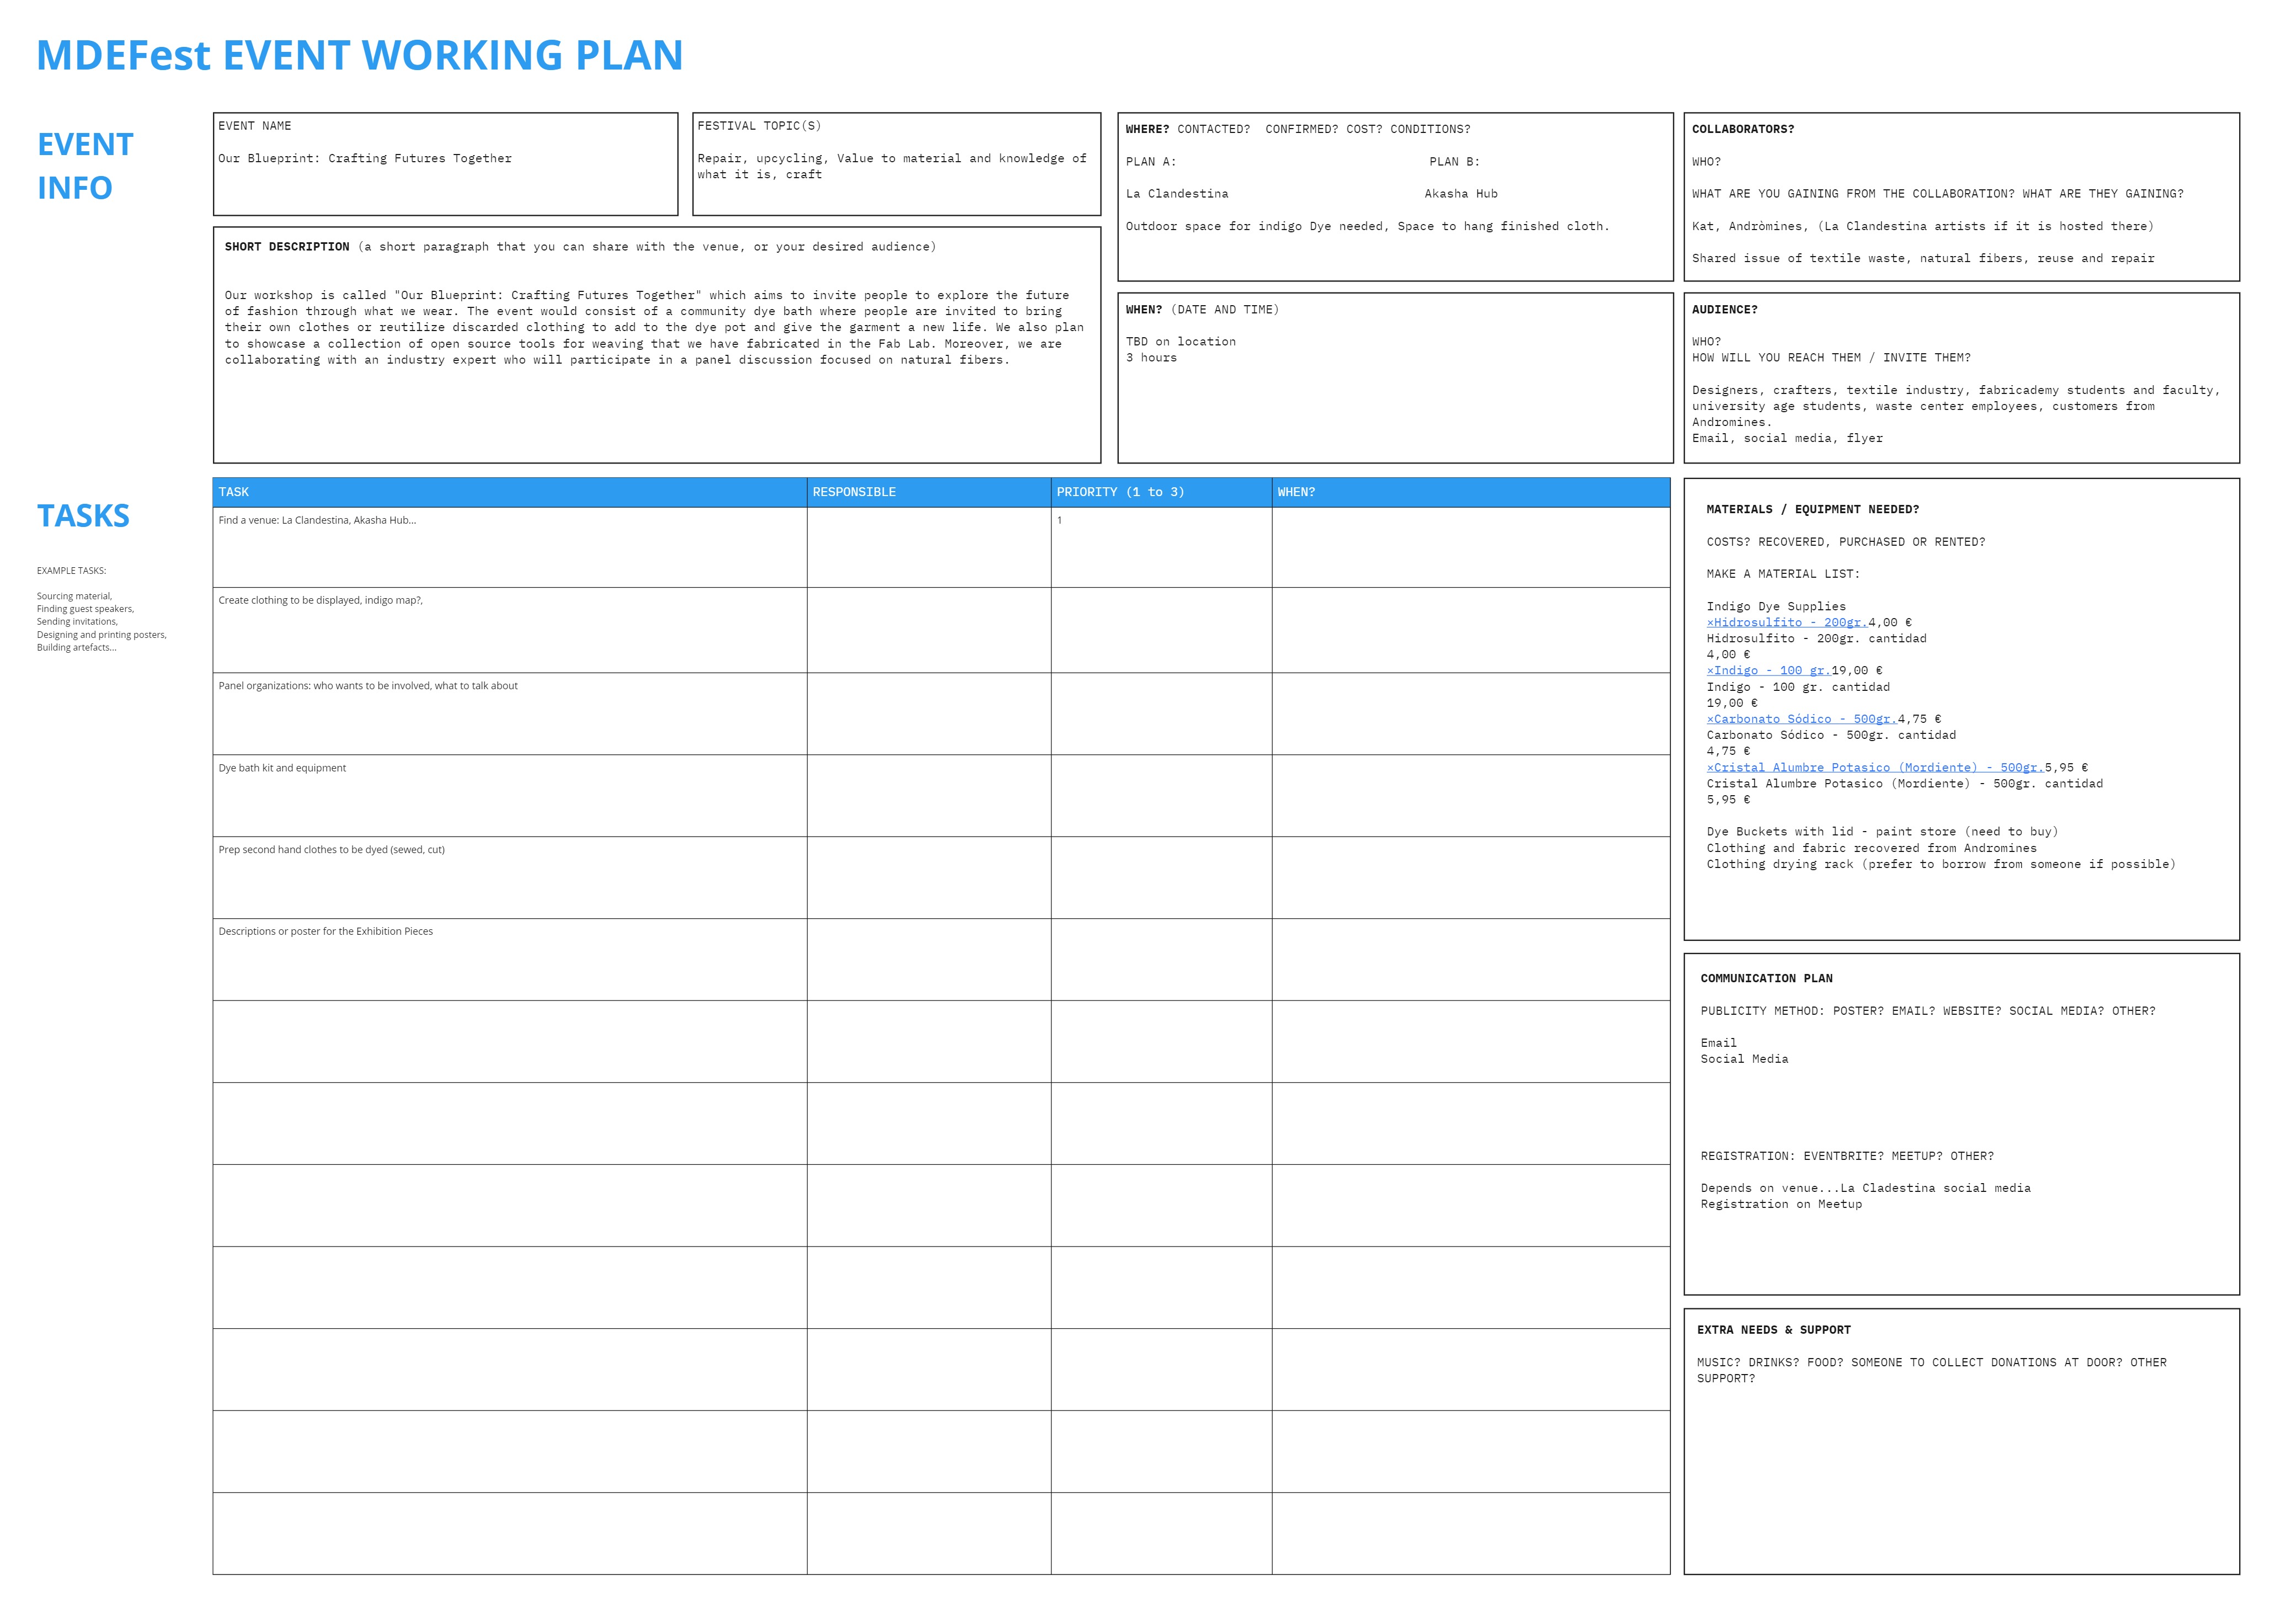 MDEFest EVENT WORKING PLAN
EVENT
INFO
EVENT NAME
Our Blueprint: Crafting Futures Together
FESTIVAL TOPIC(S)
Repair, upcycling, Value to material and knowledge of
what it is, craft
SHORT DESCRIPTION (a short paragraph that you can share with the venue, or your desired audience)
Our workshop is called "Our Blueprint: Crafting Futures Together" which aims to invite people to explore the future
of fashion through what we wear. The event would consist of a community dye bath where people are invited to bring
their own clothes or reutilize discarded clothing to add to the dye pot and give the garment a new life. We also plan
to showcase a collection of open source tools for weaving that we have fabricated in the Fab Lab. Moreover, we are
collaborating with an industry expert who will participate in a panel discussion focused on natural fibers.
WHERE? CONTACTED? CONFIRMED? COST? CONDITIONS?
PLAN A: PLAN B:
La Clandestina Akasha Hub
Outdoor space for indigo Dye needed, Space to hang finished cloth.
WHEN? (DATE AND TIME)
TBD on location
3 hours
COLLABORATORS?
WHO?
WHAT ARE YOU GAINING FROM THE COLLABORATION? WHAT ARE THEY GAINING?
Kat, Andròmines, (La Clandestina artists if it is hosted there)
Shared issue of textile waste, natural fibers, reuse and repair
AUDIENCE?
WHO?
HOW WILL YOU REACH THEM / INVITE THEM?
Designers, crafters, textile industry, fabricademy students and faculty,
university age students, waste center employees, customers from
Andromines.
Email, social media, flyer
TASKS
EXAMPLE TASKS:
Sourcing material,
Finding guest speakers,
Sending invitations,
Designing and printing posters,
Building artefacts...
TASK RESPONSIBLE PRIORITY (1 to 3) WHEN?
Find a venue: La Clandestina, Akasha Hub... 1
Create clothing to be displayed, indigo map?,
Panel organizations: who wants to be involved, what to talk about
Dye bath kit and equipment
Prep second hand clothes to be dyed (sewed, cut)
Descriptions or poster for the Exhibition Pieces
MATERIALS / EQUIPMENT NEEDED?
COSTS? RECOVERED, PURCHASED OR RENTED?
MAKE A MATERIAL LIST:
Indigo Dye Supplies
×Hidrosulfito - 200gr.4,00 €
Hidrosulfito - 200gr. cantidad
4,00 €
×Indigo - 100 gr.19,00 €
Indigo - 100 gr. cantidad
19,00 €
×Carbonato Sódico - 500gr.4,75 €
Carbonato Sódico - 500gr. cantidad
4,75 €
×Cristal Alumbre Potasico (Mordiente) - 500gr.5,95 €
Cristal Alumbre Potasico (Mordiente) - 500gr. cantidad
5,95 €
Dye Buckets with lid - paint store (need to buy)
Clothing and fabric recovered from Andromines
Clothing drying rack (prefer to borrow from someone if possible)
COMMUNICATION PLAN
PUBLICITY METHOD: POSTER? EMAIL? WEBSITE? SOCIAL MEDIA? OTHER?
Email
Social Media
REGISTRATION: EVENTBRITE? MEETUP? OTHER?
Depends on venue...La Cladestina social media
Registration on Meetup
EXTRA NEEDS & SUPPORT
MUSIC? DRINKS? FOOD? SOMEONE TO COLLECT DONATIONS AT DOOR? OTHER
SUPPORT?